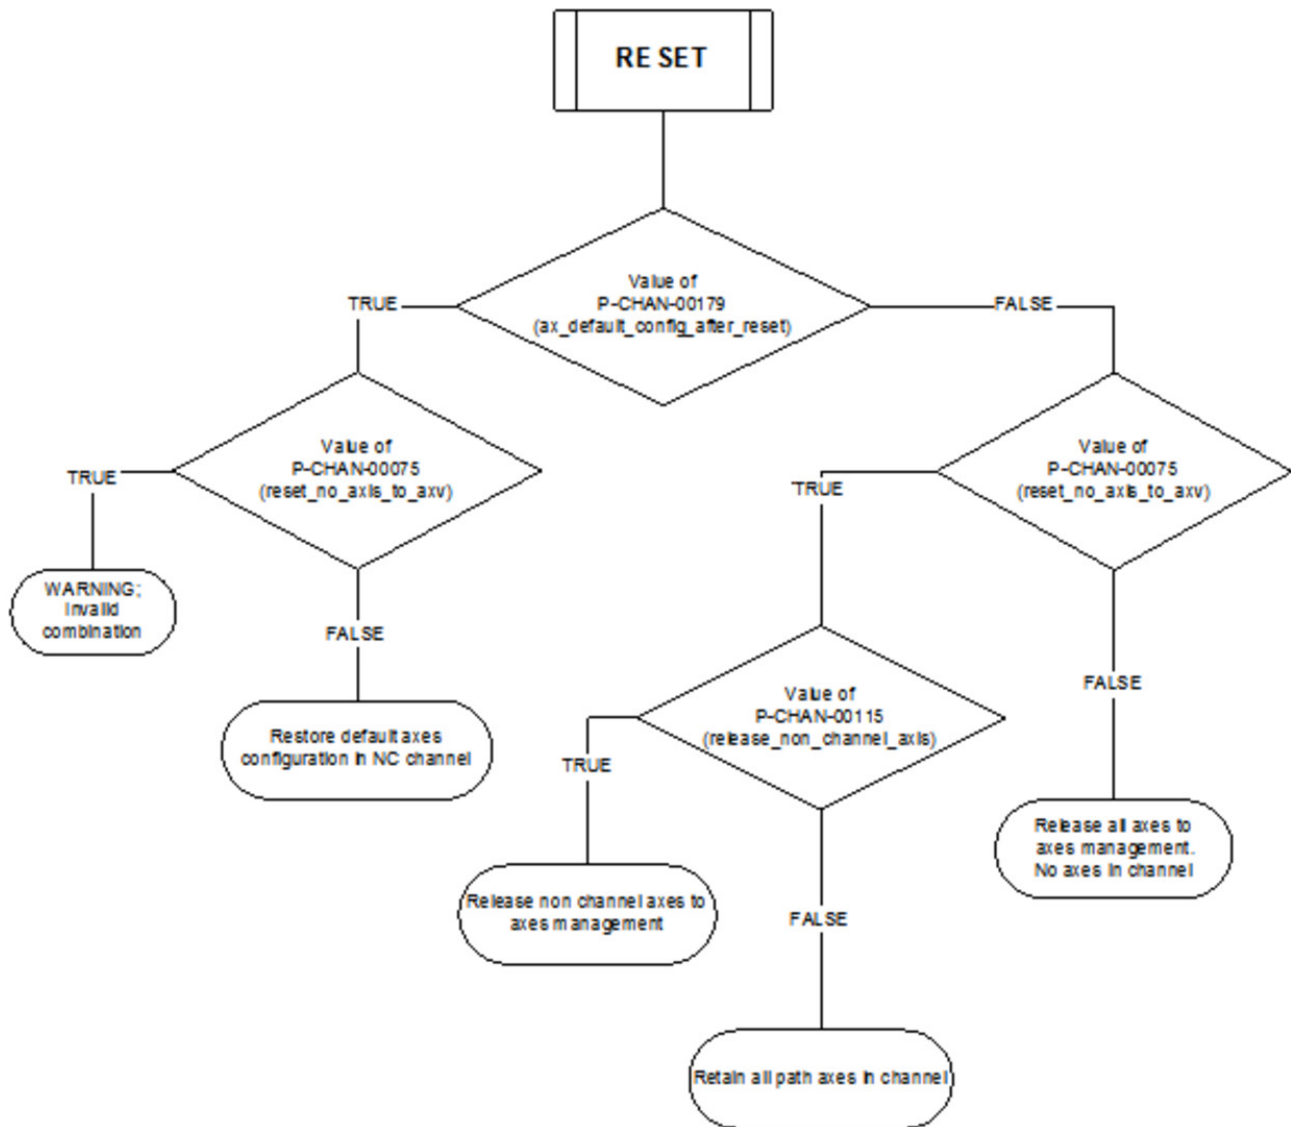 RESET
Value of
P-CHAN-00179
(ax_default_config_after_reset)
TRUE
FALSE
Value of
P-CHAN-00075
(reset_no_axis_to_axv)
Value of
P-CHAN-00075
(reset_no_axis_to_axv)
TRUE
TRUE
WARNING;
Invalid
combination
FALSE
Value of
P-CHAN-00115
(release_non_channel_axis)
FALSE
Restore default axes
configuration in NC channel
TRUE
Release all axes to
axes management.
No axes in channel
Release non channel axes to
axes management
FALSE
Retain all path axes in channel